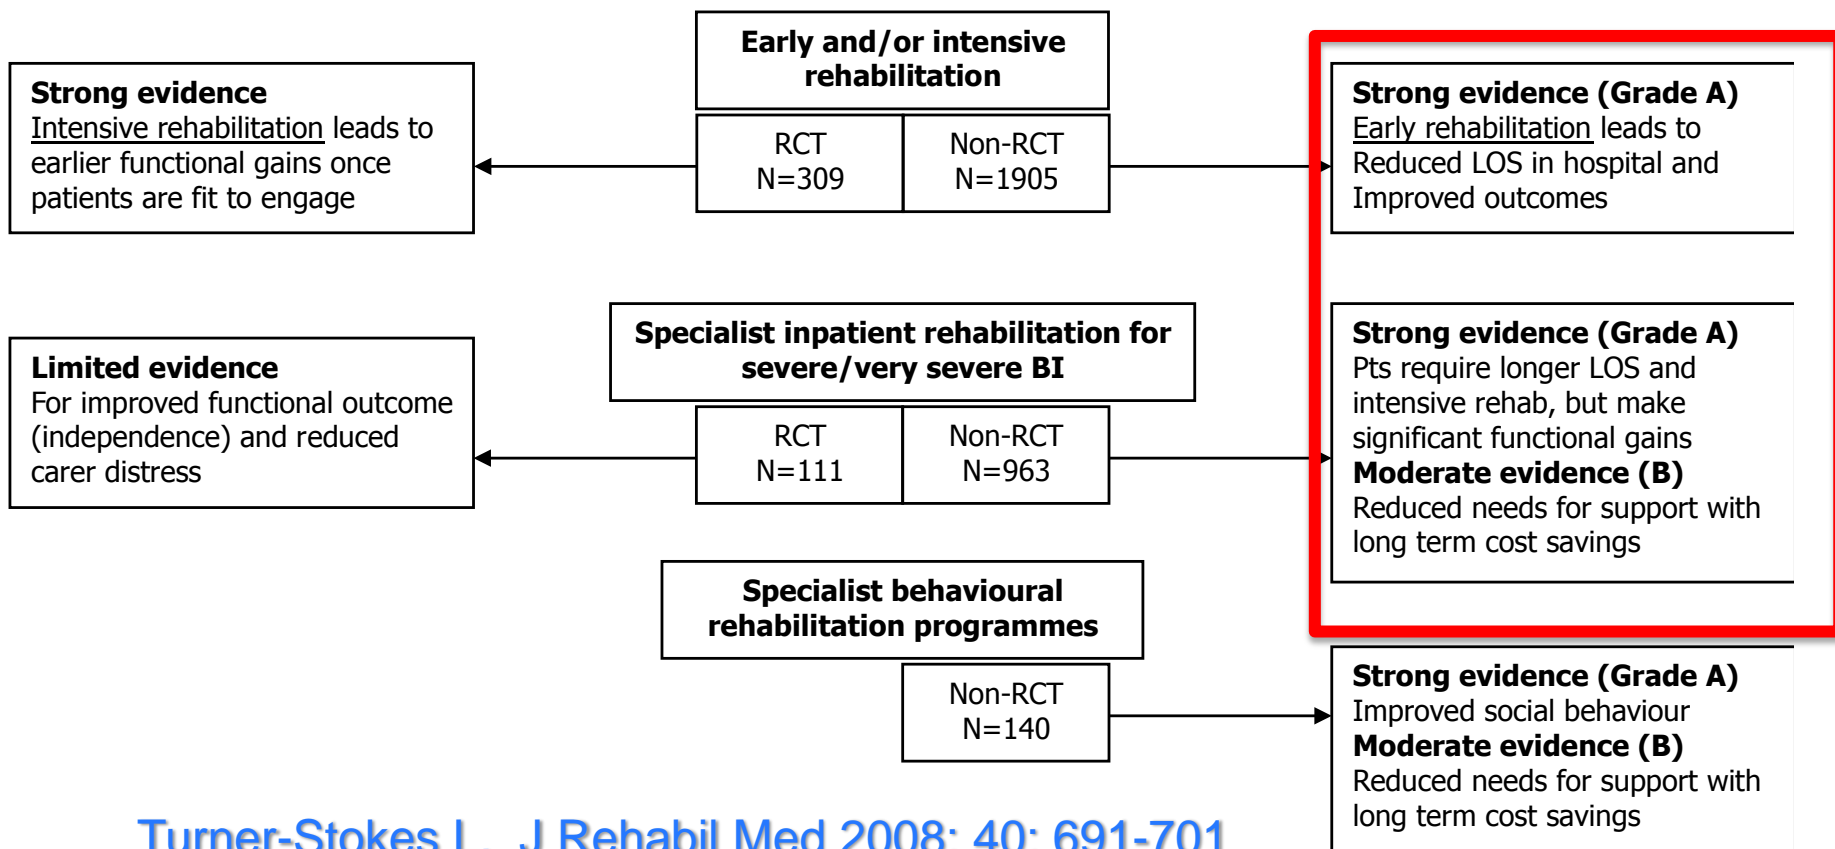 Early and/or intensive
rehabilitation
Strong evidence
Intensive rehabilitation leads to
earlier functional gains once
patients are fit to engage
RCT
N=309
Non-RCT
N=1905
Strong evidence (Grade A)
Early rehabilitation leads to
Reduced LOS in hospital and
Improved outcomes
Specialist inpatient rehabilitation for
severe/very severe BI
Limited evidence
For improved functional outcome
(independence) and reduced
carer distress
RCT
N=111
Non-RCT
N=963
Strong evidence (Grade A)
Pts require longer LOS and
intensive rehab, but make
significant functional gains
Moderate evidence (B)
Reduced needs for support with
long term cost savings
Specialist behavioural
rehabilitation programmes
Non-RCT
N=140
Strong evidence (Grade A)
Improved social behaviour
Moderate evidence (B)
Reduced needs for support with
long term cost savings
Turner-Stokes L. J Rehabil Med 2008; 40: 691-701